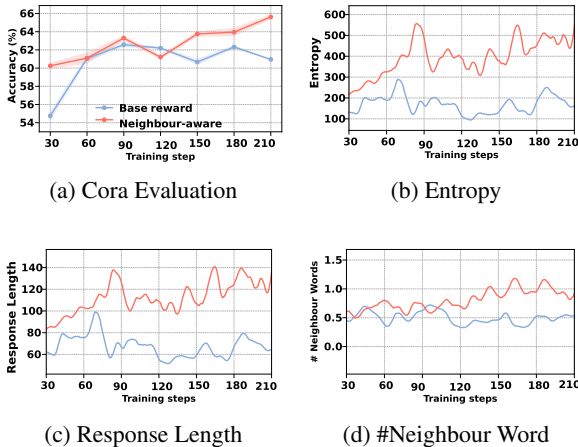 Accuracy (%)
66
64
62
60
58
56
54
Base reward
Neighbour-aware
30 60 90 120 150 180 210
Training step
(a) Cora Evaluation
Entropy
600
500
400
300
200
100
30 60 90 120 150 180 210
Training steps
(b) Entropy
Response Length
140
120
100
80
60
30 60 90 120 150 180 210
Training steps
(c) Response Length
# Neighbour Words
1.5
1.0
0.5
0.0
30 60 90 120 150 180 210
Training steps
(d) #Neighbour Word